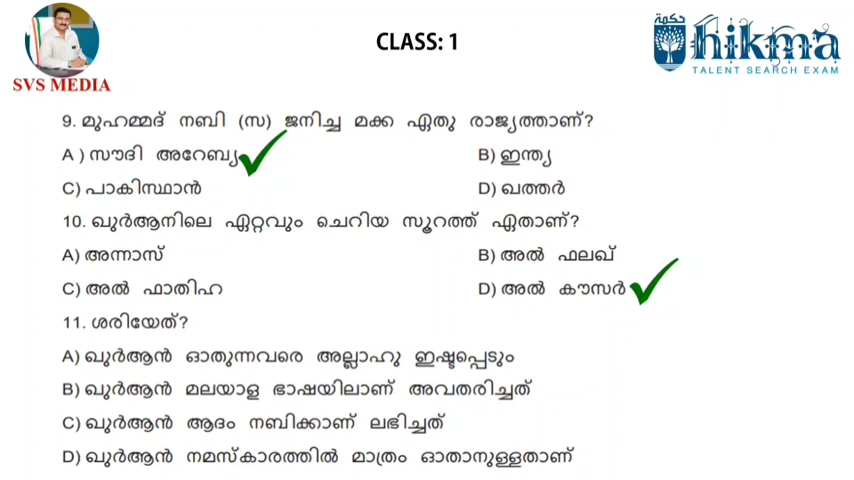 CLASS: 1
SVS MEDIA
حكمة
hikma
TALENT SEARCH EXAM
9. മുഹമ്മദ് നബി (സ) ജനിച്ച മക്ക ഏതു രാജ്യത്താണ്?
A ) സൗദി അറേബ്യ B) ഇന്ത്യ
C) പാകിസ്ഥാൻ D) ഖത്തർ
10. ഖുർആനിലെ ഏറ്റവും ചെറിയ സൂറത്ത് ഏതാണ്?
A) അന്നാസ് B) അൽ ഫലഖ്
C) അൽ ഫാതിഹ D) അൽ കൗസർ
11. ശരിയേത്?
A) ഖുർആൻ ഓതുന്നവരെ അല്ലാഹു ഇഷ്ടപ്പെടും
B) ഖുർആൻ മലയാള ഭാഷയിലാണ് അവതരിച്ചത്
C) ഖുർആൻ ആദം നബിക്കാണ് ലഭിച്ചത്
D) ഖുർആൻ നമസ്കാരത്തിൽ മാത്രം ഓതാനുള്ളതാണ്